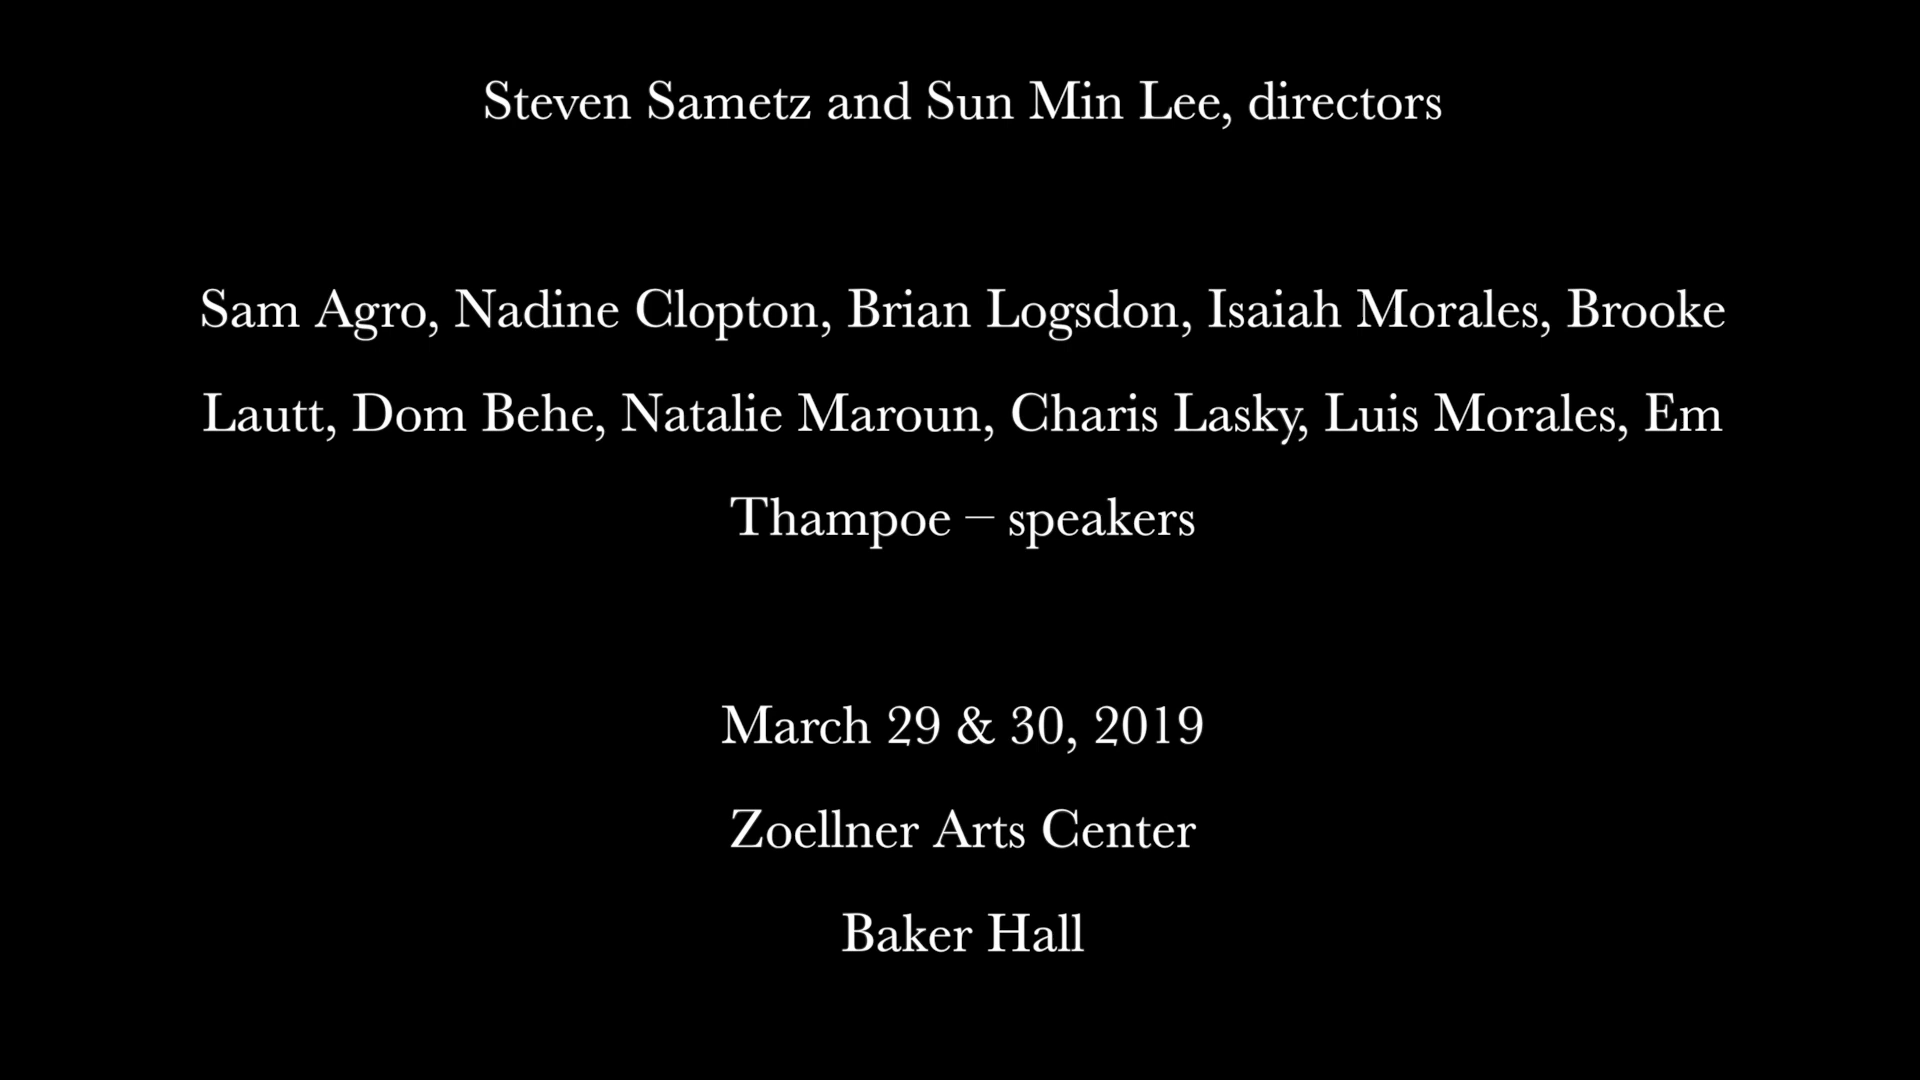 Steven Sametz and Sun Min Lee, directors
Sam Agro, Nadine Clopton, Brian Logsdon, Isaiah Morales, Brooke
Lautt, Dom Behe, Natalie Maroun, Charis Lasky, Luis Morales, Em
Thampoe – speakers
March 29 & 30, 2019
Zoellner Arts Center
Baker Hall